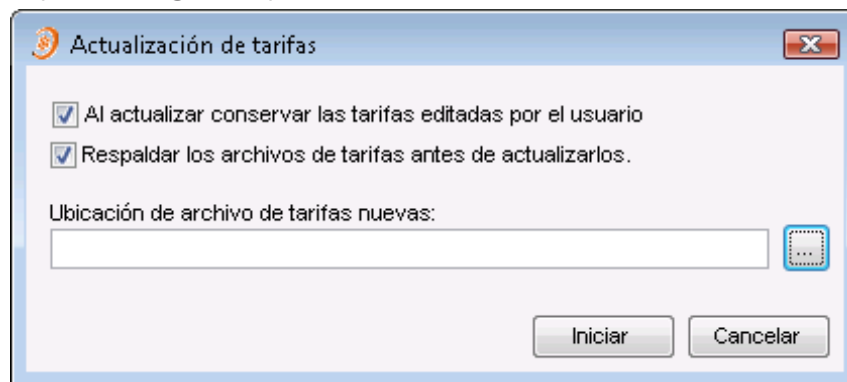 Actualización de tarifas
Al actualizar conservar las tarifas editadas por el usuario
Respaldar los archivos de tarifas antes de actualizarlos.
Ubicación de archivo de tarifas nuevas:
...
Iniciar Cancelar